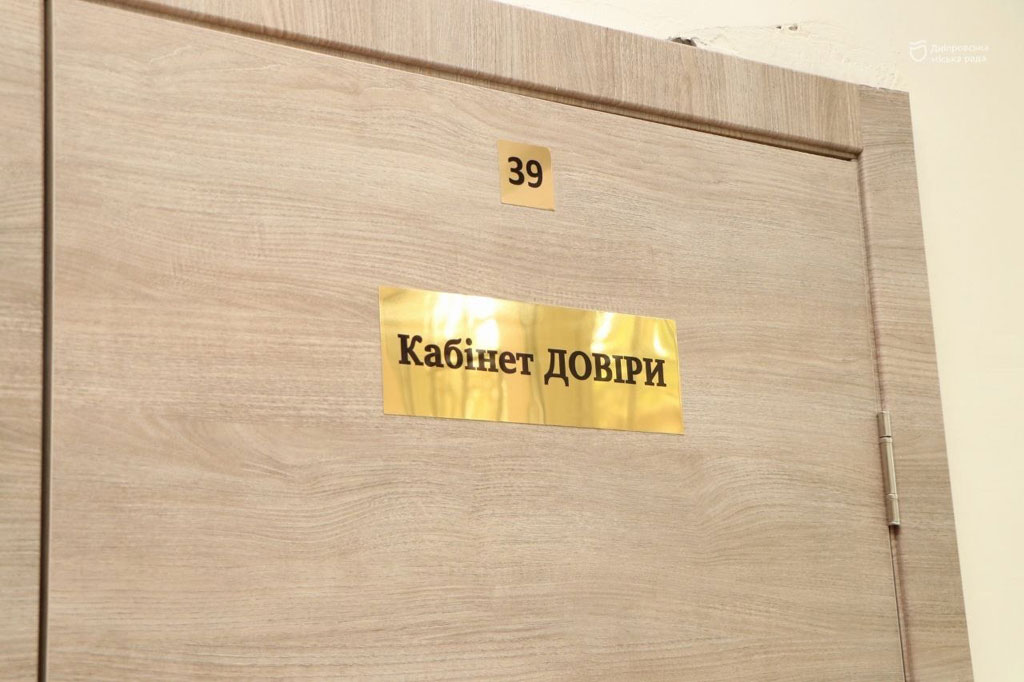 Дніпровська
міська рада
39
Кабінет ДОВІРИ